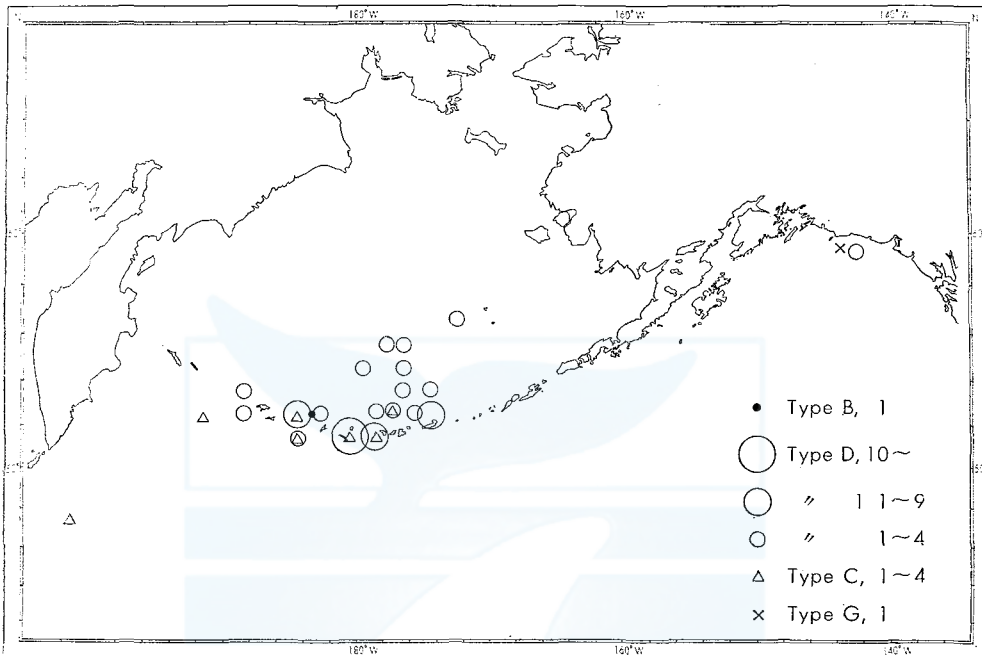 180° W 160° W 140° W
Type B, 1
Type D, 10~
〃 1 1~9
〃 1~4
Type C, 1~4
Type G, 1
180° W 160° W 140° W